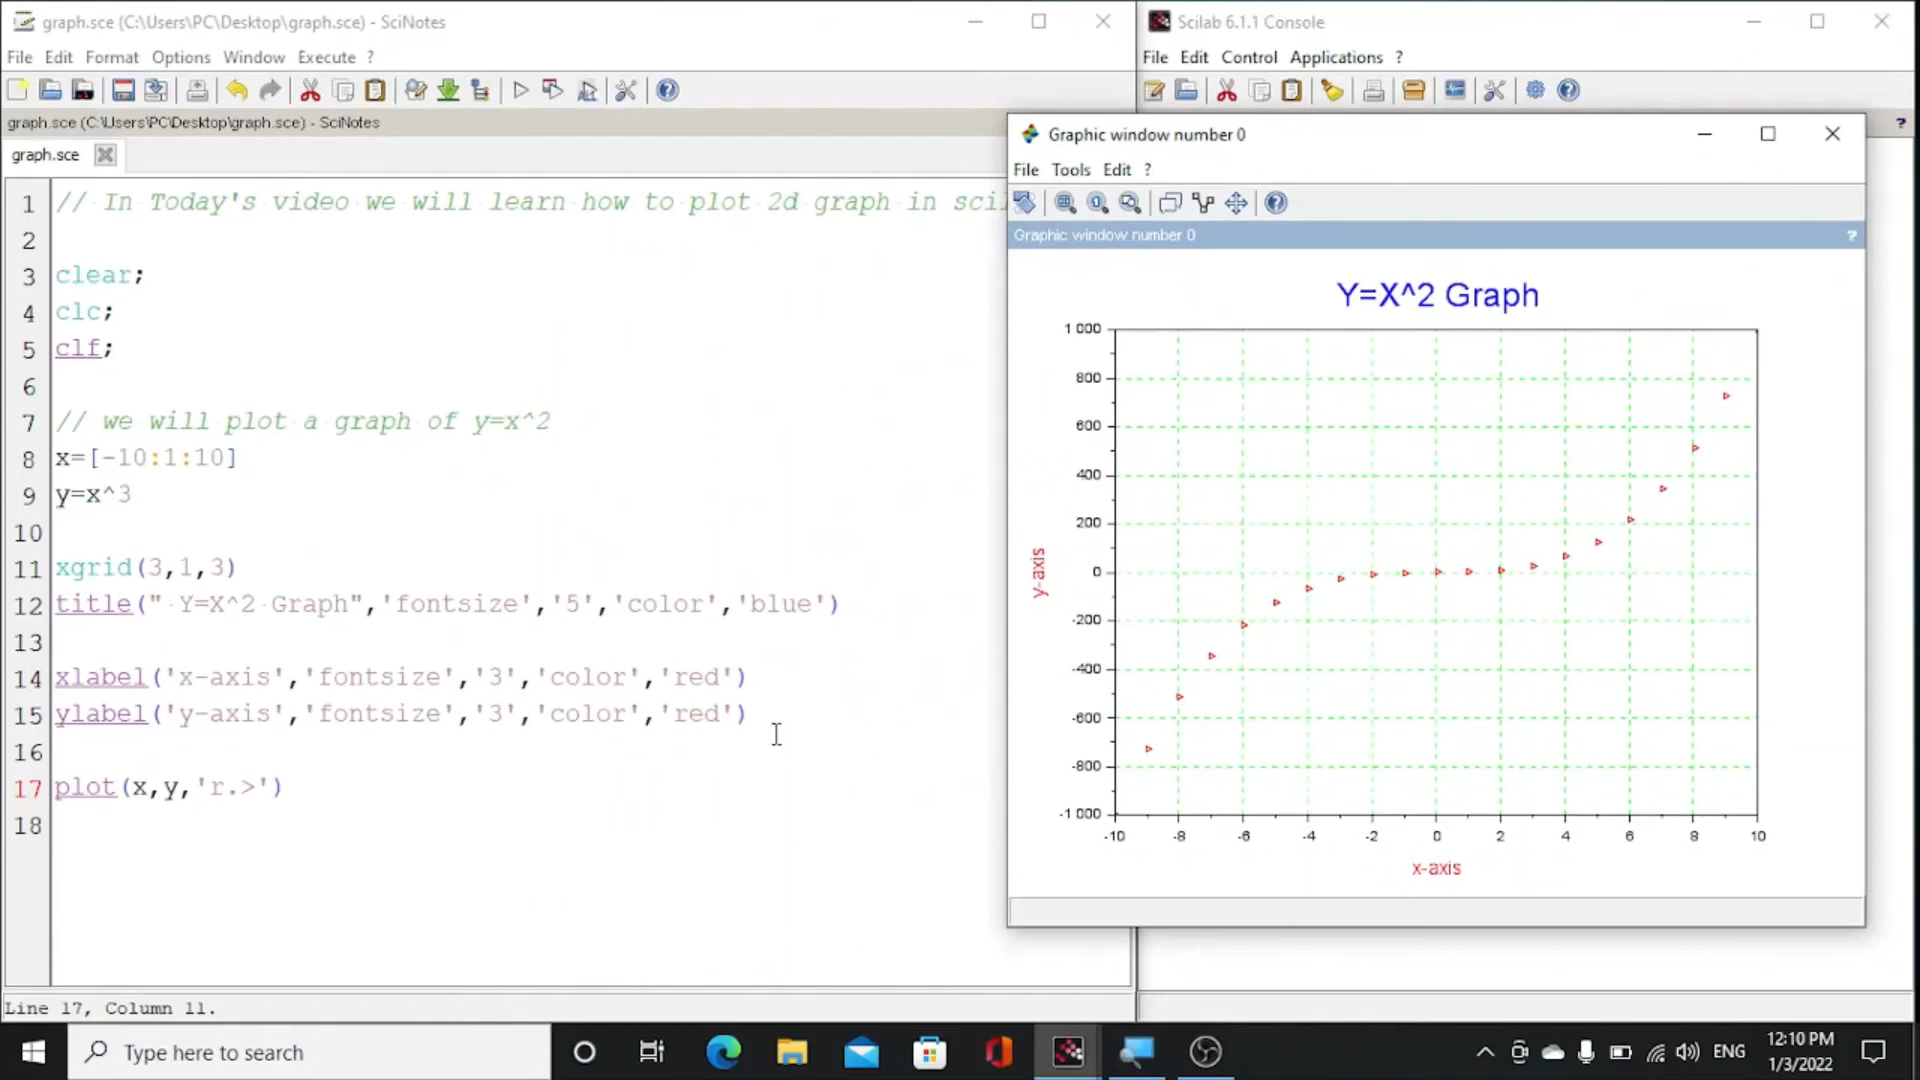 graph.sce (C:\Users\PC\Desktop\graph.sce) - SciNotes
File Edit Format Options Window Execute ?
graph.sce (C:\Users\PC\Desktop\graph.sce) - SciNotes
graph.sce
1 // In Today's video we will learn how to plot 2d graph in scil
2
3 clear;
4 clc;
5 clf;
6
7 // we will plot a graph of y=x^2
8 x=[-10:1:10]
9 y=x^3
10
11 xgrid(3,1,3)
12 title(" Y=X^2 Graph",'fontsize','5','color','blue')
13
14 xlabel('x-axis','fontsize','3','color','red')
15 ylabel('y-axis','fontsize','3','color','red')
16
17 plot(x,y,'r.>')
18
Line 17, Column 11.
Scilab 6.1.1 Console
File Edit Control Applications ?
?
Graphic window number 0
File Tools Edit ?
Graphic window number 0 ?
Y=X^2 Graph
1 000
800
600
400
200
0
-200
-400
-600
-800
-1 000
y-axis
-10 -8 -6 -4 -2 0 2 4 6 8 10
x-axis
Type here to search
ENG
12:10 PM
1/3/2022